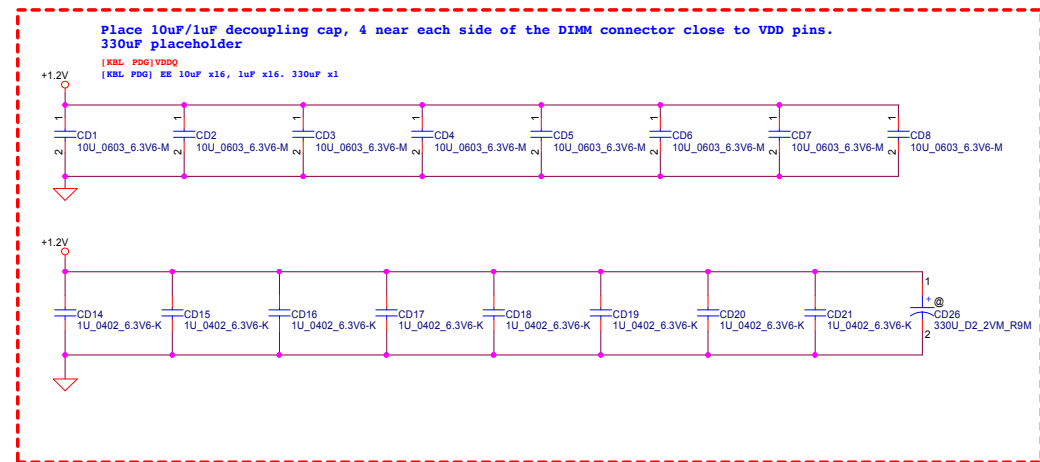 Place 10uF/1uF decoupling cap, 4 near each side of the DIMM connector close to VDD pins.
330uF placeholder
[KBL PDG]VDDQ
[KBL PDG] EE 10uF x16, 1uF x16. 330uF x1
+1.2V
1 1 1 1 1 1 1 1
CD1 CD2 CD3 CD4 CD5 CD6 CD7 CD8
10U_0603_6.3V6-M 10U_0603_6.3V6-M 10U_0603_6.3V6-M 10U_0603_6.3V6-M 10U_0603_6.3V6-M 10U_0603_6.3V6-M 10U_0603_6.3V6-M 10U_0603_6.3V6-M
2 2 2 2 2 2 2 2
+1.2V
1
+ @
CD14 CD15 CD16 CD17 CD18 CD19 CD20 CD21 CD26
1U_0402_6.3V6-K 1U_0402_6.3V6-K 1U_0402_6.3V6-K 1U_0402_6.3V6-K 1U_0402_6.3V6-K 1U_0402_6.3V6-K 1U_0402_6.3V6-K 1U_0402_6.3V6-K 330U_D2_2VM_R9M
2